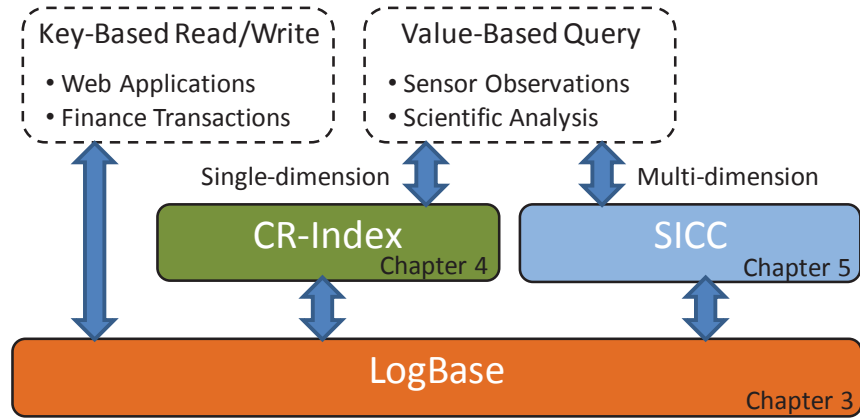 Key-Based Read/Write
• Web Applications
• Finance Transactions
Value-Based Query
• Sensor Observations
• Scientific Analysis
Single-dimension
Multi-dimension
CR-Index
Chapter 4
SICC
Chapter 5
LogBase
Chapter 3